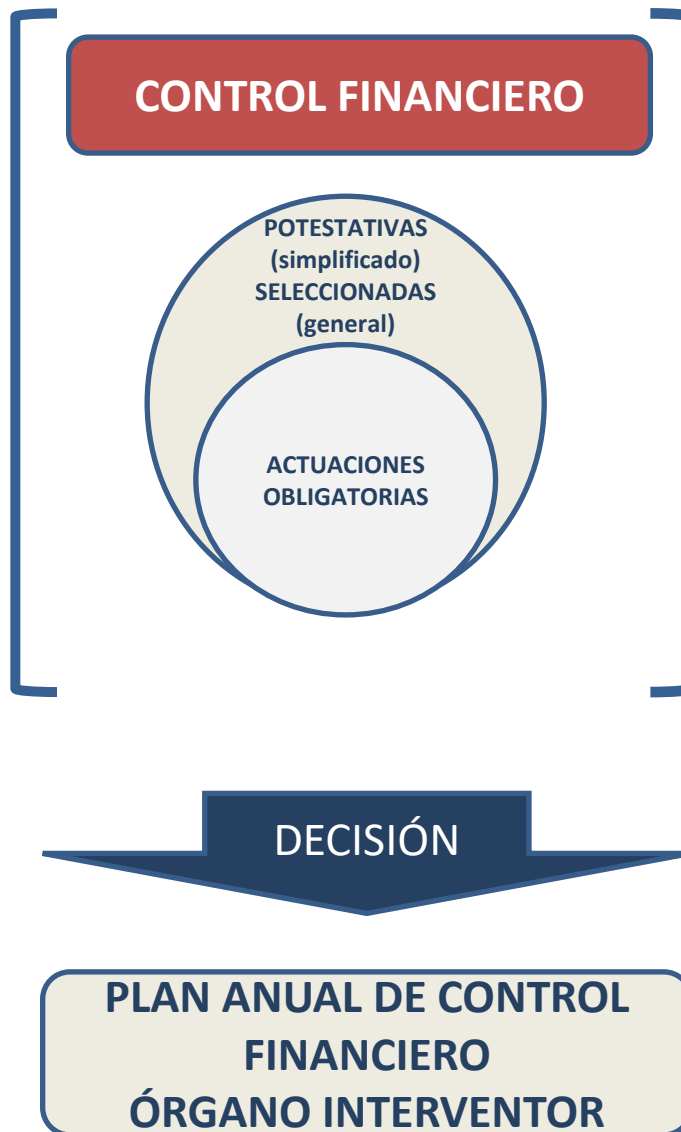 CONTROL FINANCIERO
POTESTATIVAS
(simplificado)
SELECCIONADAS
(general)
ACTUACIONES
OBLIGATORIAS
DECISIÓN
PLAN ANUAL DE CONTROL
FINANCIERO
ÓRGANO INTERVENTOR